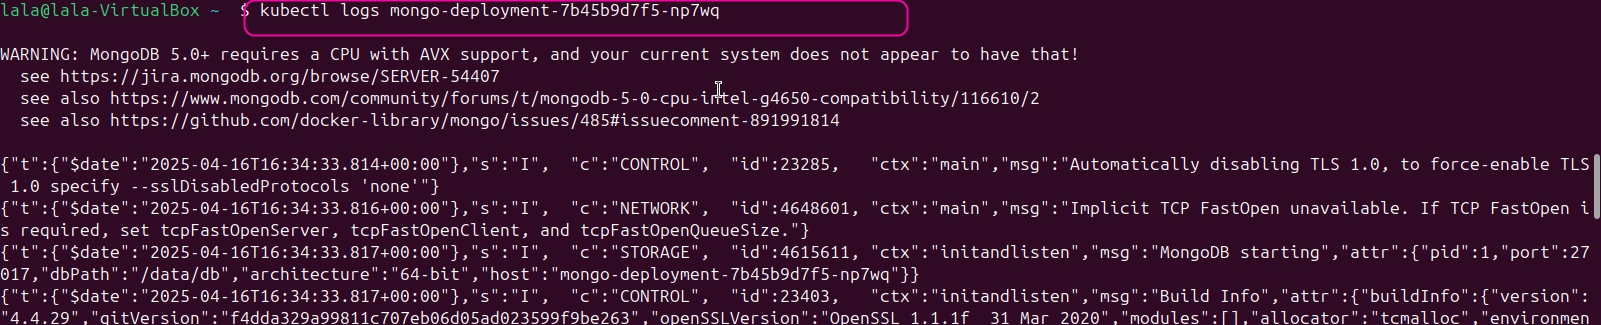 lala@lala-VirtualBox ~  $ kubectl logs mongo-deployment-7b45b9d7f5-np7wq
WARNING: MongoDB 5.0+ requires a CPU with AVX support, and your current system does not appear to have that!
  see https://jira.mongodb.org/browse/SERVER-54407
  see also https://www.mongodb.com/community/forums/t/mongodb-5-0-cpu-intel-g4650-compatibility/116610/2
  see also https://github.com/docker-library/mongo/issues/485#issuecomment-891991814
{"t":{"$date":"2025-04-16T16:34:33.814+00:00"},"s":"I",  "c":"CONTROL",  "id":23285,   "ctx":"main","msg":"Automatically disabling TLS 1.0, to force-enable TLS
 1.0 specify --sslDisabledProtocols 'none'"}
{"t":{"$date":"2025-04-16T16:34:33.816+00:00"},"s":"I",  "c":"NETWORK",  "id":4648601, "ctx":"main","msg":"Implicit TCP FastOpen unavailable. If TCP FastOpen i
s required, set tcpFastOpenServer, tcpFastOpenClient, and tcpFastOpenQueueSize."}
{"t":{"$date":"2025-04-16T16:34:33.817+00:00"},"s":"I",  "c":"STORAGE",  "id":4615611, "ctx":"initandlisten","msg":"MongoDB starting","attr":{"pid":1,"port":27
017,"dbPath":"/data/db","architecture":"64-bit","host":"mongo-deployment-7b45b9d7f5-np7wq"}}
{"t":{"$date":"2025-04-16T16:34:33.817+00:00"},"s":"I",  "c":"CONTROL",  "id":23403,   "ctx":"initandlisten","msg":"Build Info","attr":{"buildInfo":{"version":
"4.4.29","gitVersion":"f4dda329a99811c707eb06d05ad023599f9be263","openSSLVersion":"OpenSSL 1.1.1f  31 Mar 2020","modules":[],"allocator":"tcmalloc","environmen